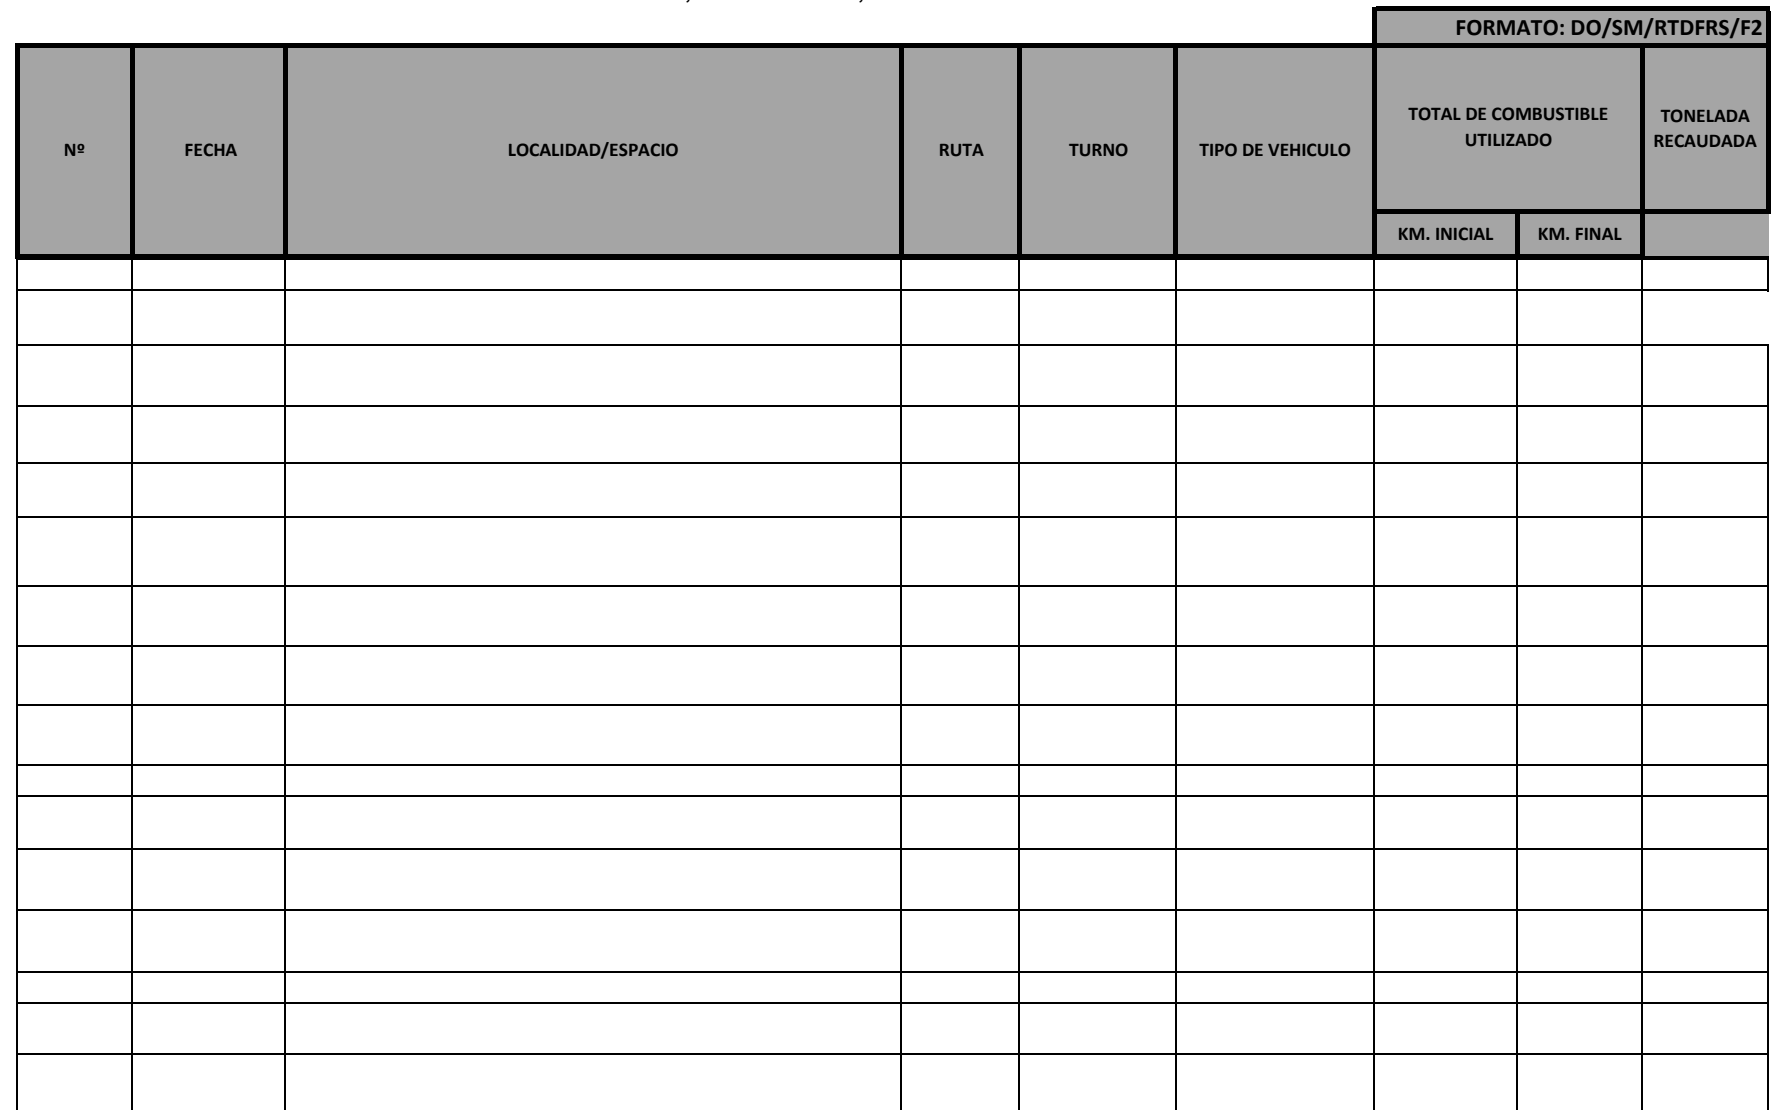 FORMATO: DO/SM/RTDFRS/F2
Nº FECHA LOCALIDAD/ESPACIO RUTA TURNO TIPO DE VEHICULO TOTAL DE COMBUSTIBLE UTILIZADO TONELADA RECAUDADA
KM. INICIAL KM. FINAL